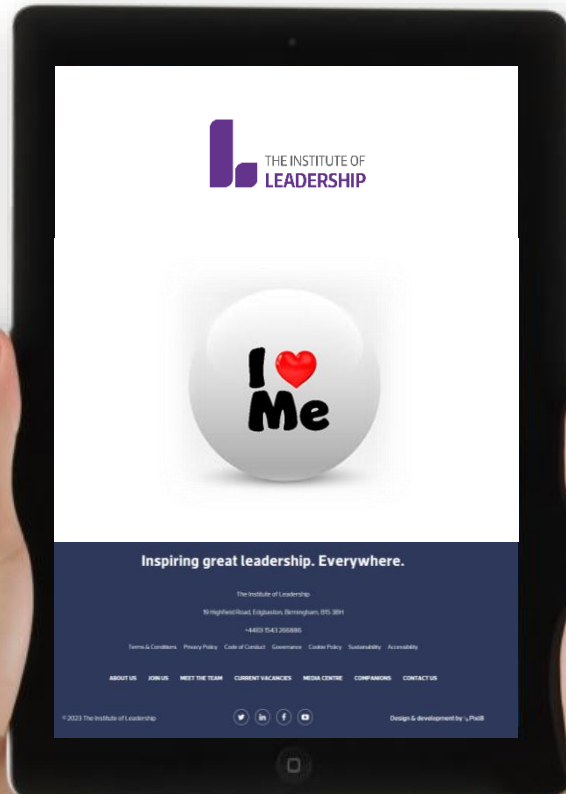 THE INSTITUTE OF
LEADERSHIP
I
Me
Inspiring great leadership. Everywhere.
The Institute of Leadership
19 Highfield Road, Edgbaston, Birmingham, B15 3BH
+44(0) 1543 266886
Terms & Conditions Privacy Policy Code of Conduct Governance Cookie Policy Sustainability Accessibility
ABOUT US JOIN US MEET THE TEAM CURRENT VACANCIES MEDIA CENTRE COMPANIONS CONTACT US
© 2023 The Institute of Leadership
Design & development by Pixl8